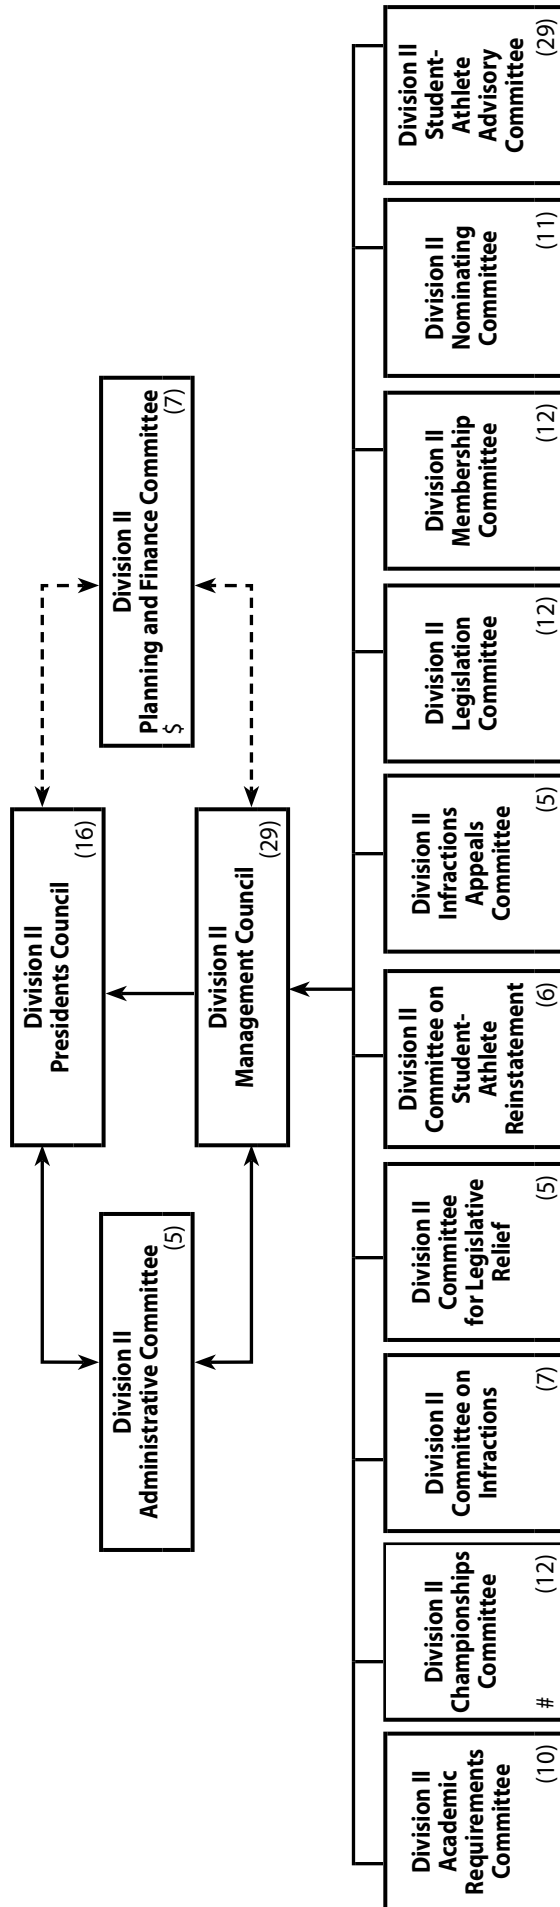 Division II
Presidents Council
(16)
Division II
Administrative Committee
(5)
Division II
Planning and Finance Committee
$
(7)
Division II
Management Council
(29)
Division II
Academic
Requirements
Committee
(10)
Division II
Championships
Committee
#
(12)
Division II
Committee on
Infractions
(7)
Division II
Committee
for Legislative
Relief
(5)
Division II
Committee on
Student-
Athlete
Reinstatement
(6)
Division II
Infractions
Appeals
Committee
(5)
Division II
Legislation
Committee
(12)
Division II
Membership
Committee
(12)
Division II
Nominating
Committee
(11)
Division II
Student-
Athlete
Advisory
Committee
(29)